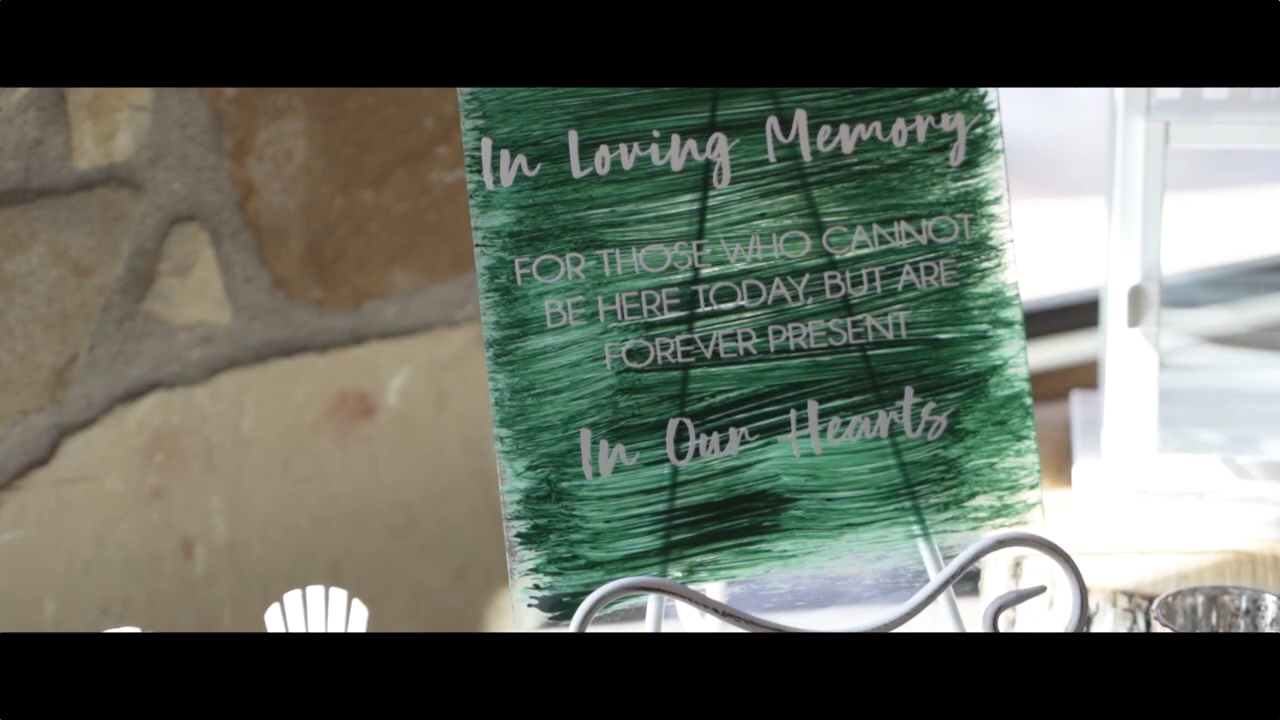 In Loving Memory
FOR THOSE WHO CANNOT
BE HERE TODAY, BUT ARE
FOREVER PRESENT
In Our Hearts